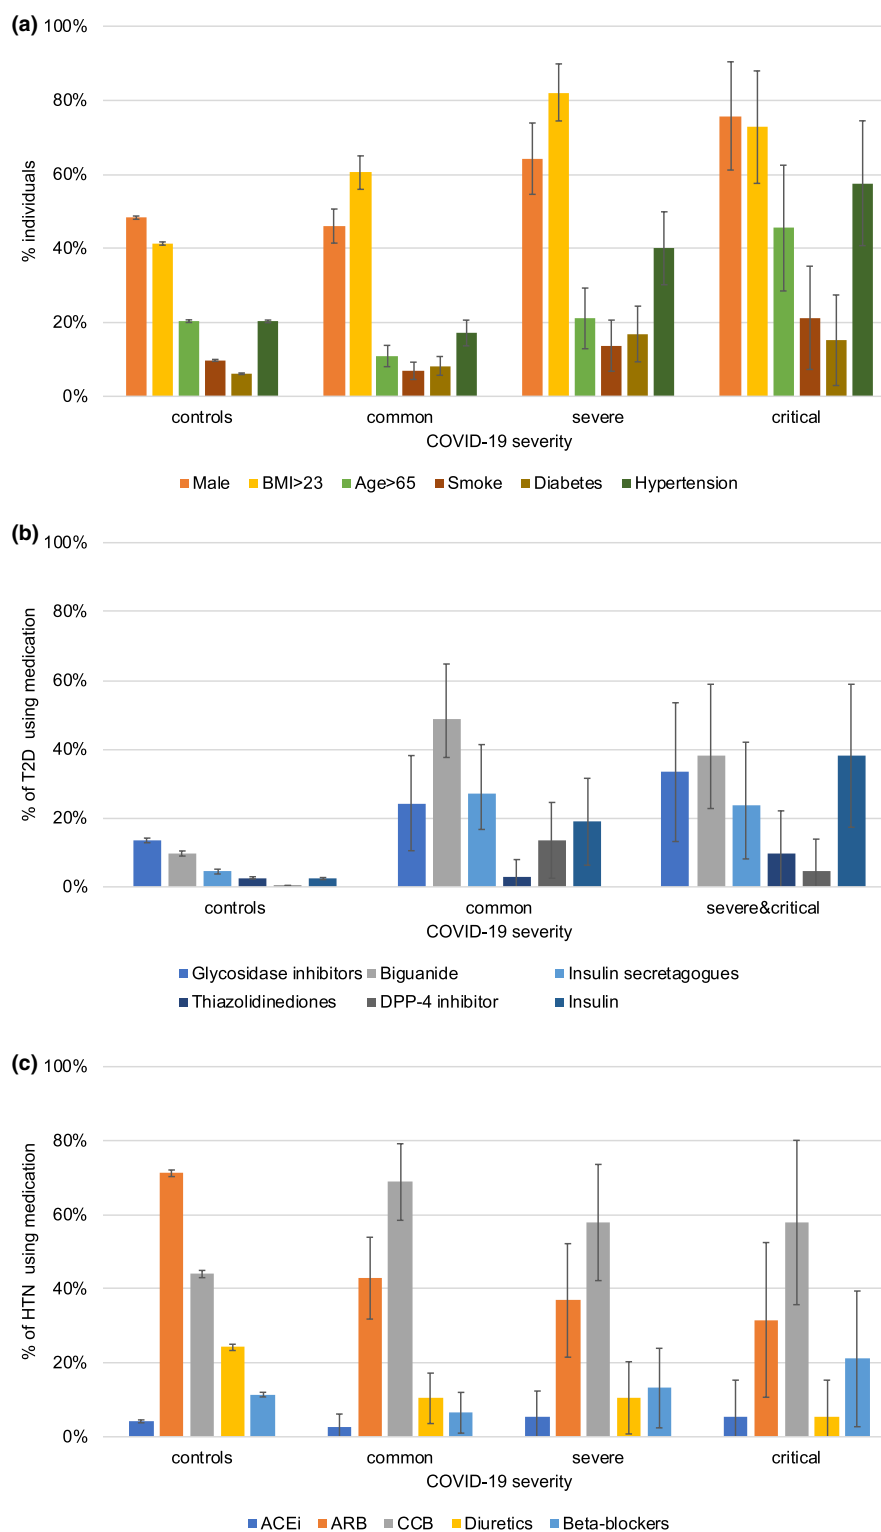 (a)
100%
80%
60%
40%
20%
0%
% individuals
controls common severe critical
COVID-19 severity
Male BMI>23 Age>65 Smoke Diabetes Hypertension
(b)
100%
80%
60%
40%
20%
0%
% of T2D using medication
controls common severe&critical
COVID-19 severity
Glycosidase inhibitors Biguanide Insulin secretagogues
Thiazolidinediones DPP-4 inhibitor Insulin
(c)
100%
80%
60%
40%
20%
0%
% of HTN using medication
controls common severe critical
COVID-19 severity
ACEi ARB CCB Diuretics Beta-blockers